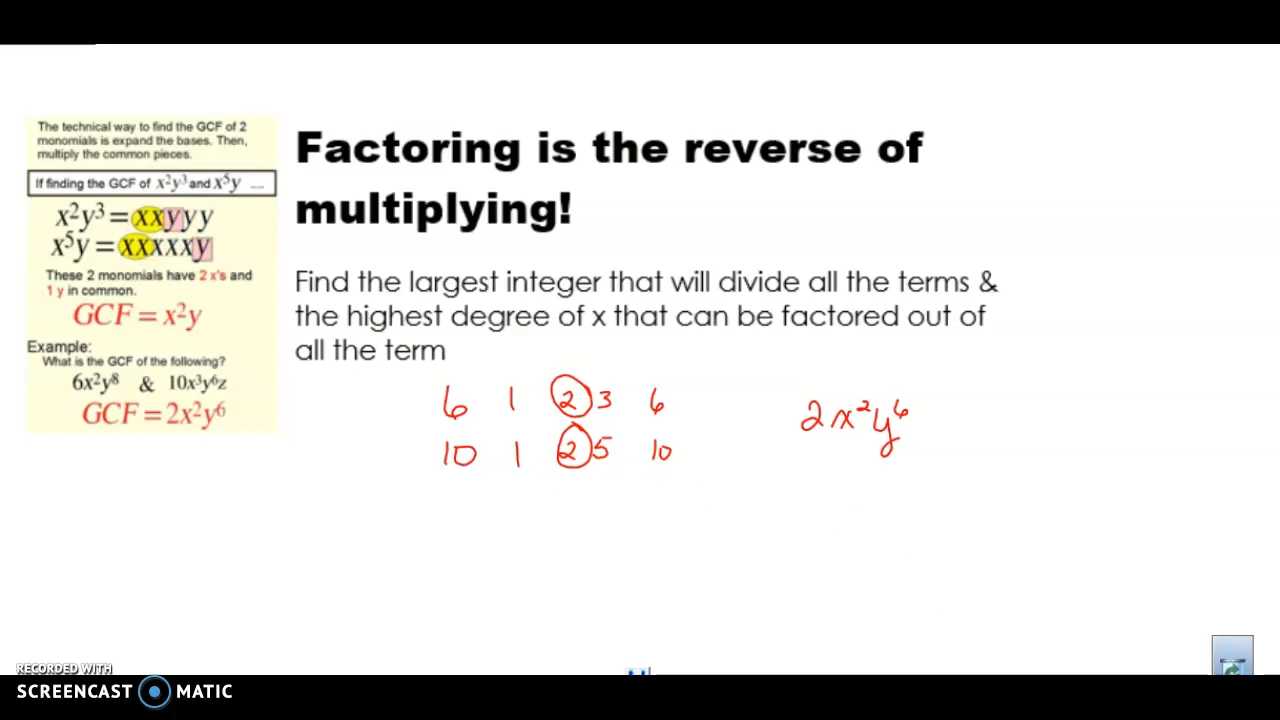 The technical way to find the GCF of 2
monomials is expand the bases. Then,
multiply the common pieces.
If finding the GCF of x²y³ and x⁵y ....
x²y³ = xxyyy
x⁵y = xxxxxy
These 2 monomials have 2 x's and
1 y in common.
GCF = x²y
Example:
What is the GCF of the following?
6x²y⁸ & 10x³y⁶z
GCF = 2x²y⁶
Factoring is the reverse of
multiplying!
Find the largest integer that will divide all the terms &
the highest degree of x that can be factored out of
all the term
6 1 2 3 6
10 1 2 5 10
2x²y⁶
RECORDED WITH
SCREENCAST MATIC